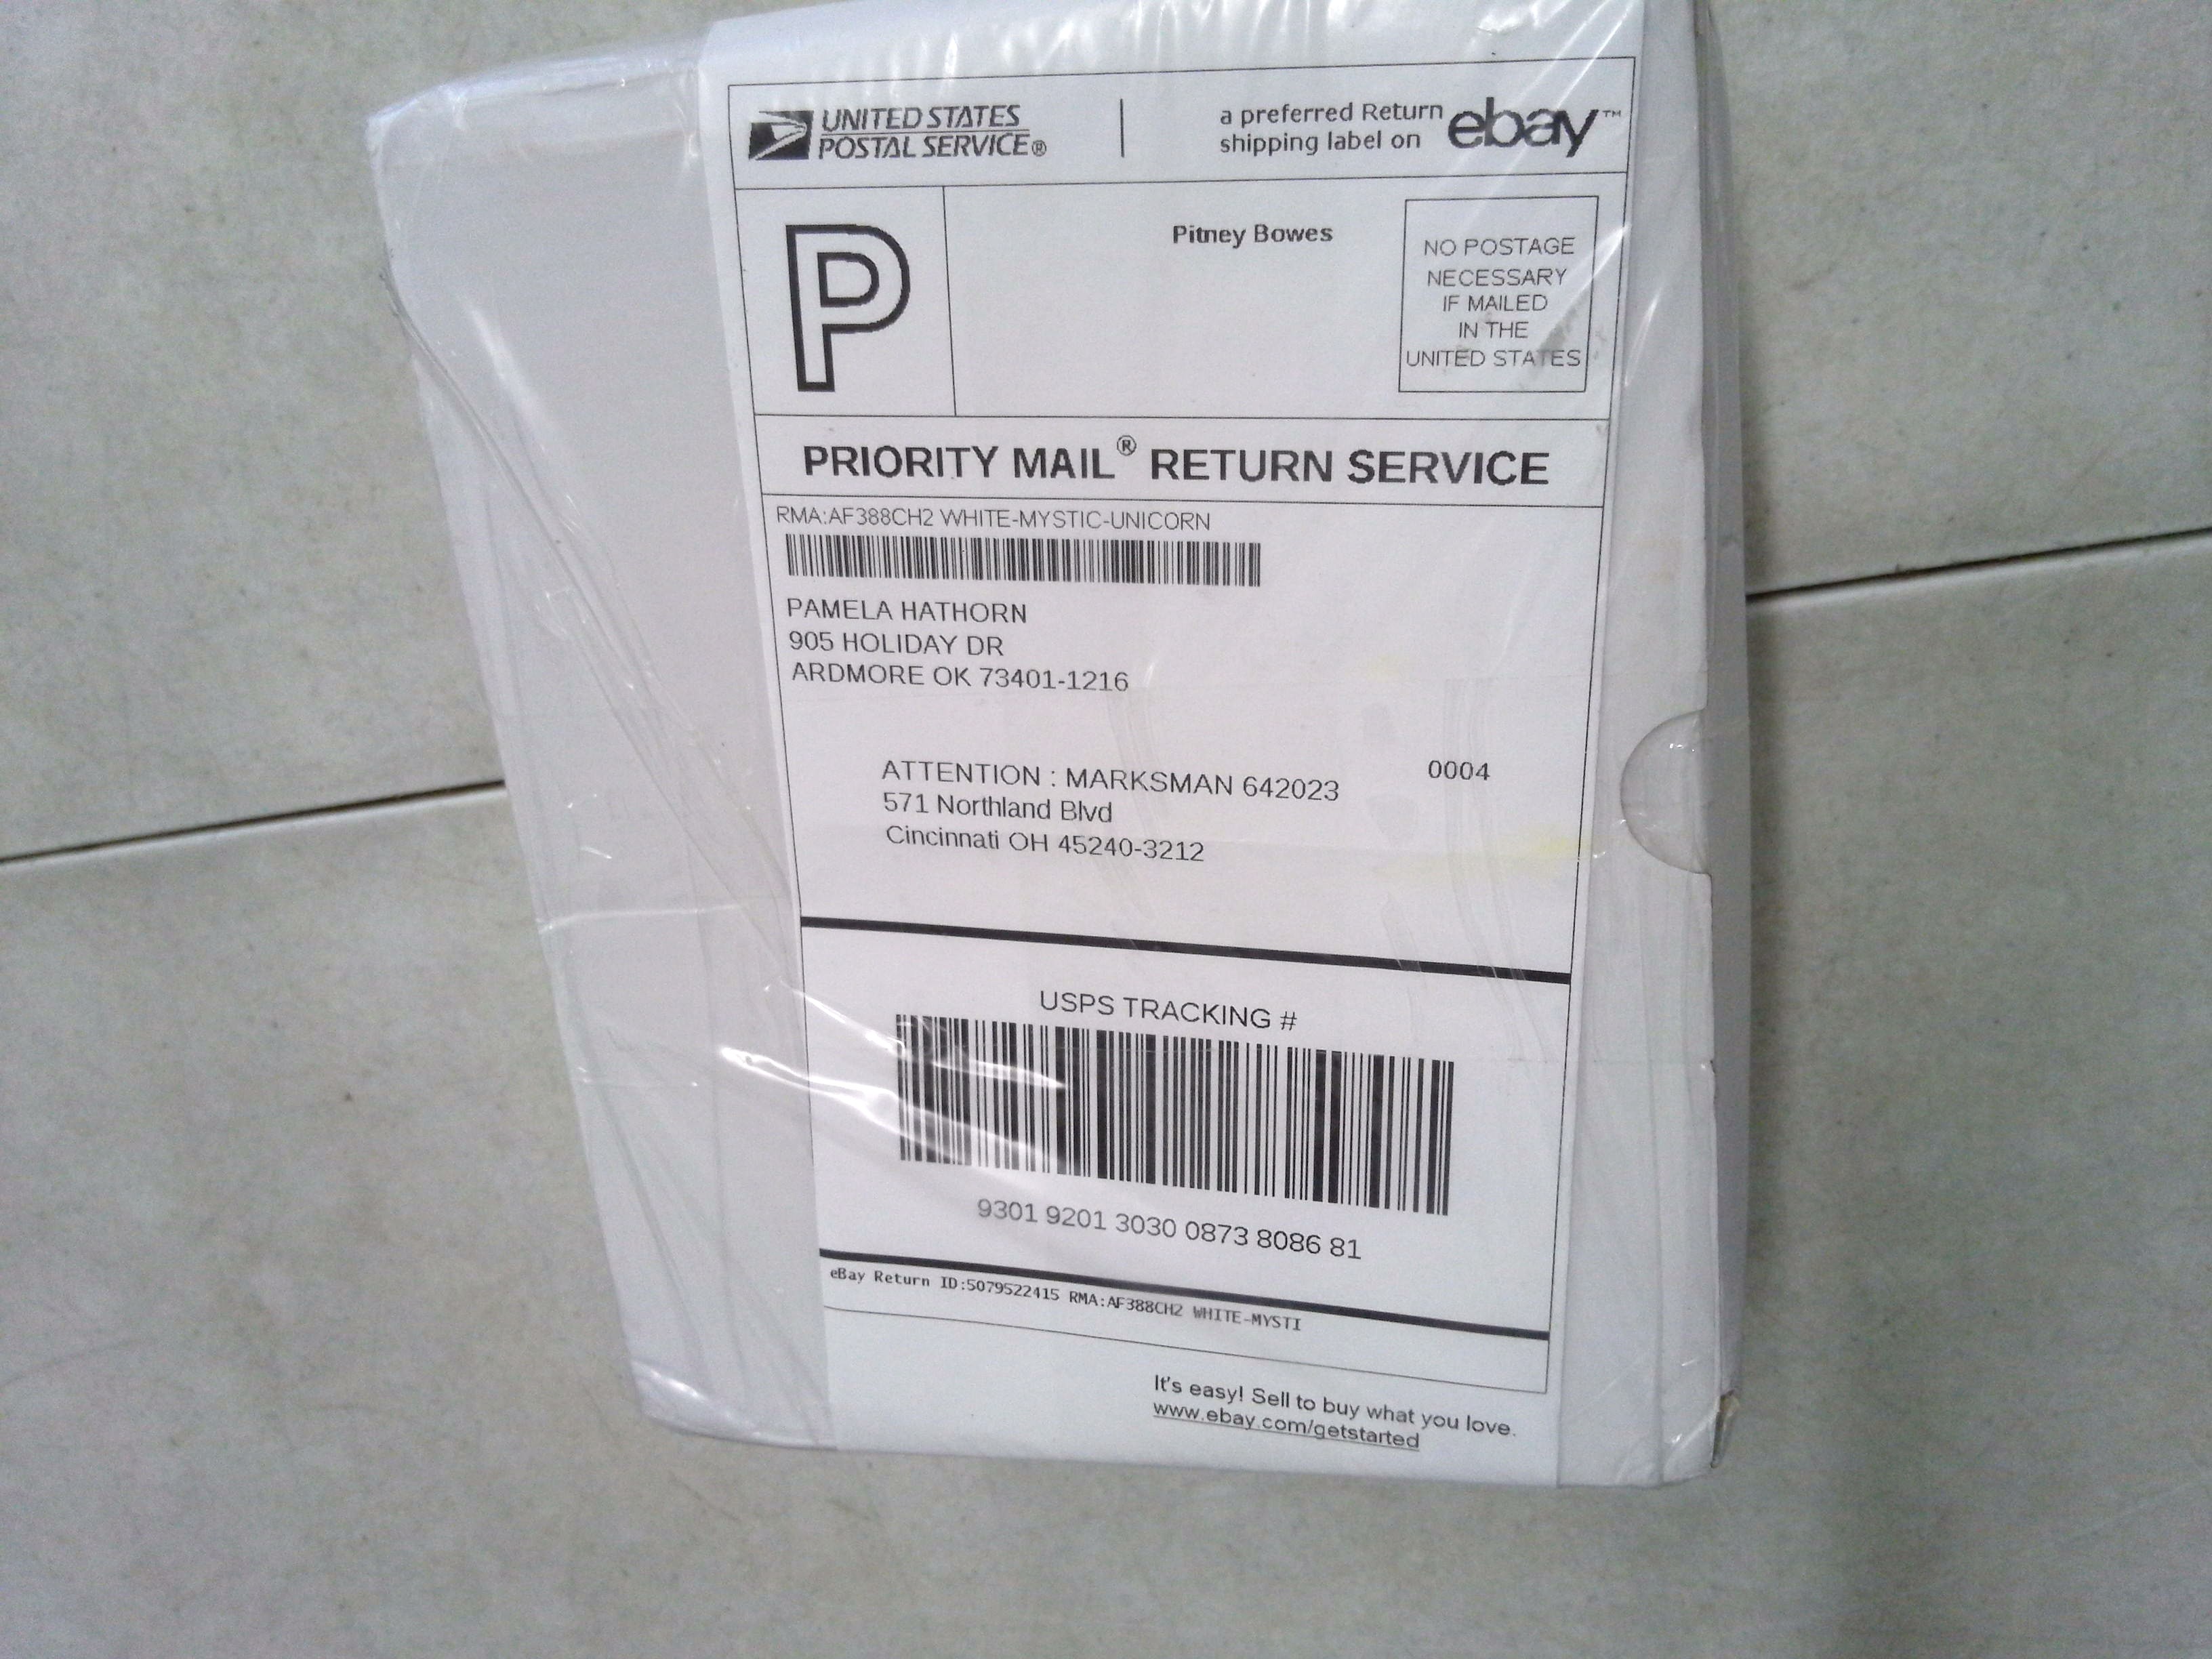 UNITED STATES
POSTAL SERVICE®
a preferred Return
shipping label on
ebay™
P
Pitney Bowes
NO POSTAGE
NECESSARY
IF MAILED
IN THE
UNITED STATES
PRIORITY MAIL® RETURN SERVICE
RMA:AF388CH2 WHITE-MYSTIC-UNICORN
PAMELA HATHORN
905 HOLIDAY DR
ARDMORE OK 73401-1216
ATTENTION : MARKSMAN 642023
0004
571 Northland Blvd
Cincinnati OH 45240-3212
USPS TRACKING #
9301 9201 3030 0873 8086 81
eBay Return ID:5079522415 RMA:AF388CH2 WHITE-MYSTI
It's easy! Sell to buy what you love.
www.ebay.com/getstarted